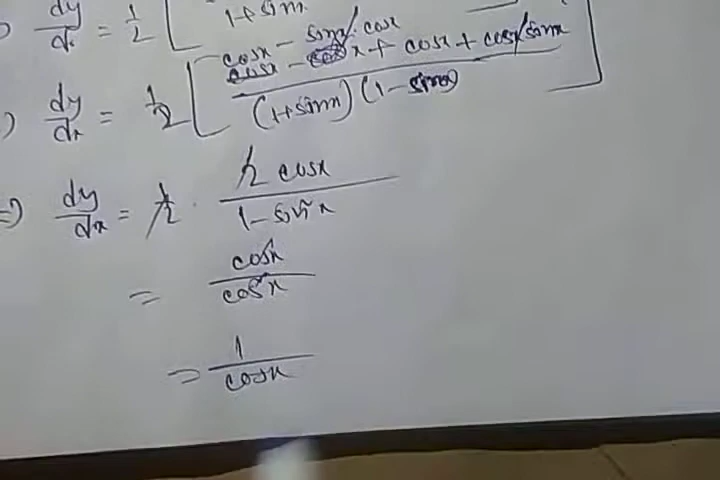 ⇒ dy/dx = 1/2 [ 1+sinx
⇒ dy/dx = 1/2 [ cosx - sinx cosx + cosx + cosx sinx / (1+sinx)(1-sinx) ]
⇒ dy/dx = 1/2 · 2 cosx / 1 - sin²x
= cosx / cos²x
= 1 / cosx